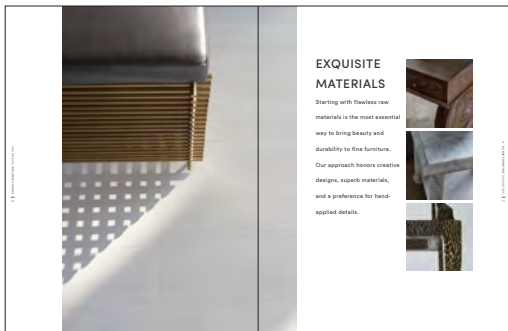 EXQUISITE
MATERIALS
Starting with flawless raw
materials is the most essential
way to bring beauty and
durability to fine furniture.
Our approach honors creative
designs, superb materials,
and a preference for hand-
applied details.